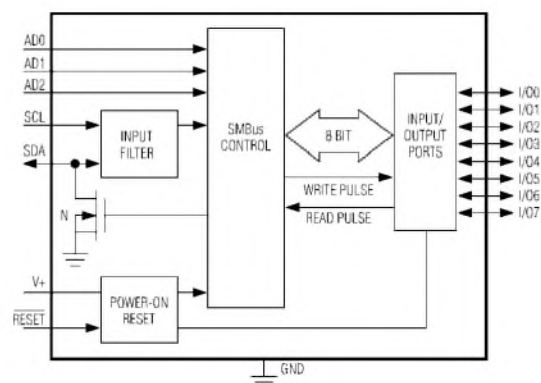 AD0
AD1
AD2
SCL
SDA
INPUT
FILTER
N
V+
RESET
POWER-ON
RESET
SMBus
CONTROL
8 BIT
WRITE PULSE
READ PULSE
INPUT/
OUTPUT
PORTS
I/O0
I/O1
I/O2
I/O3
I/O4
I/O5
I/O6
I/O7
GND